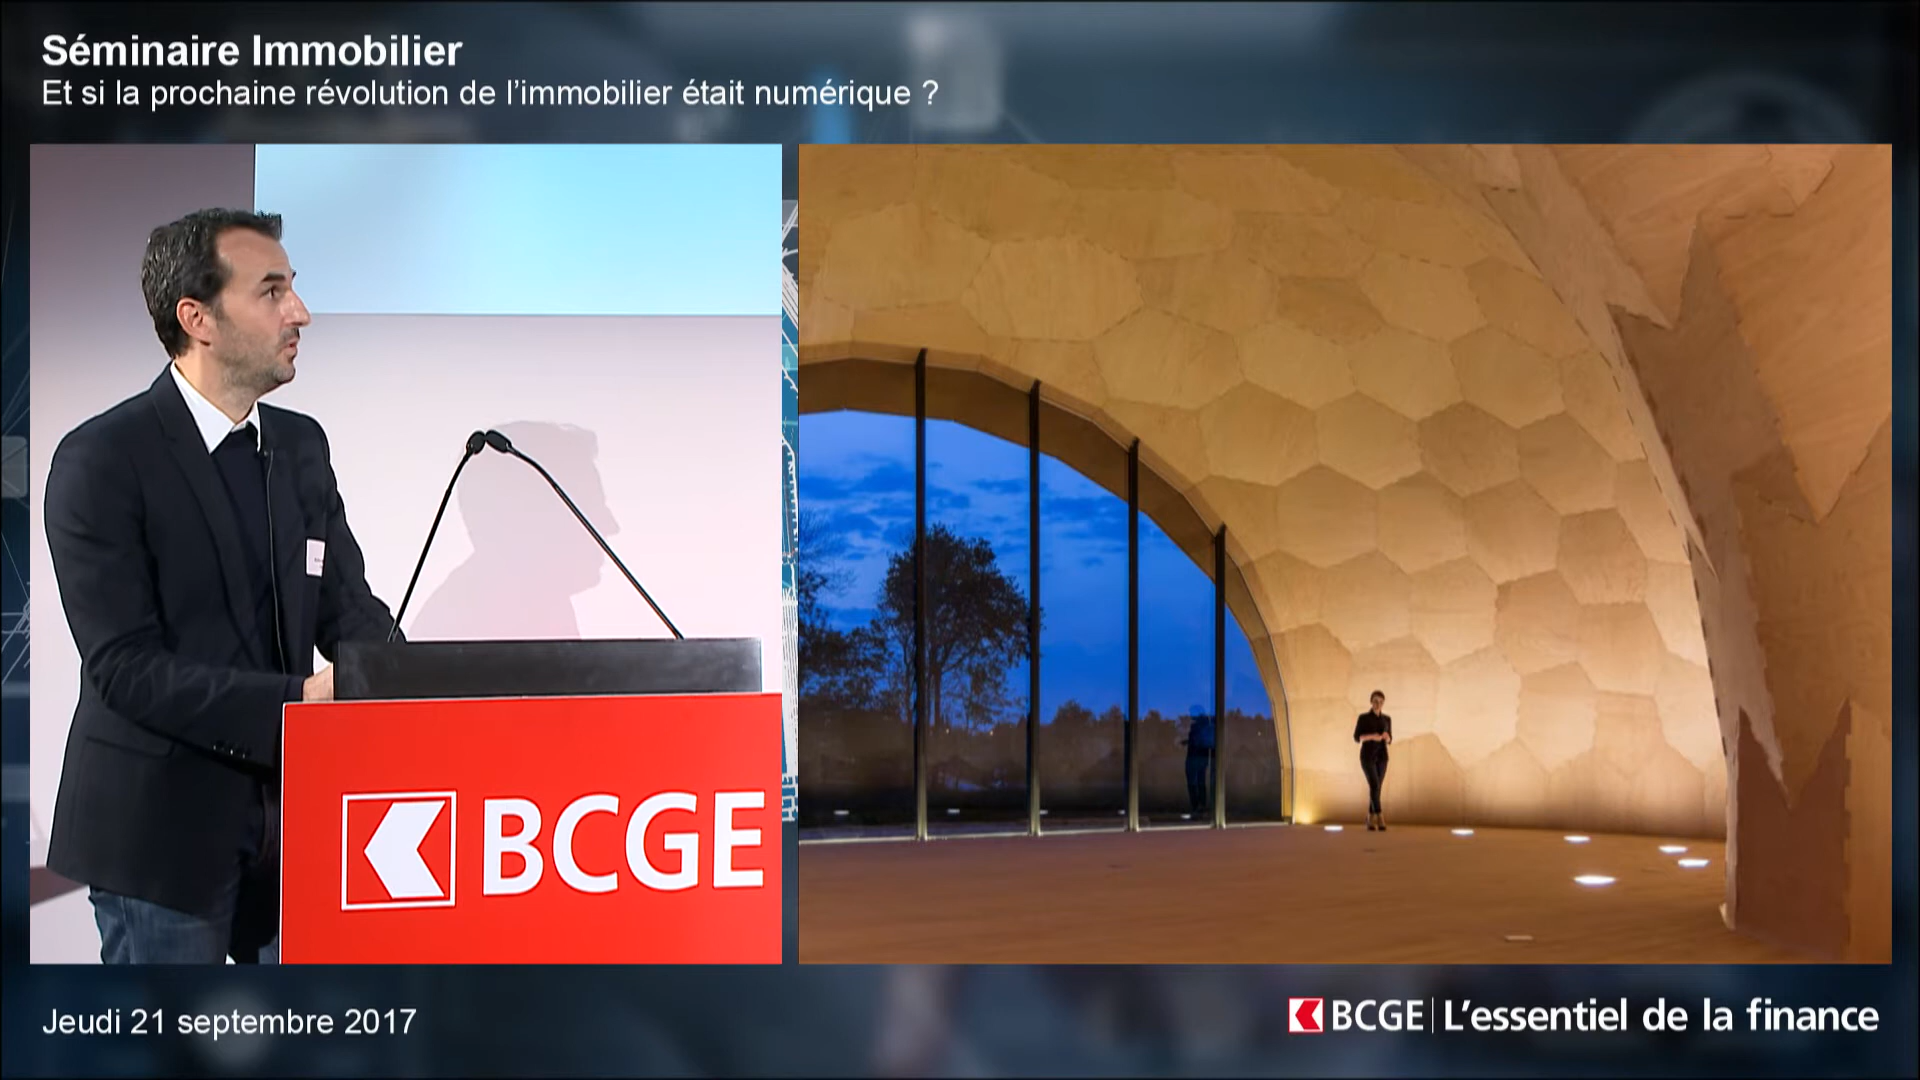 Séminaire Immobilier
Et si la prochaine révolution de l’immobilier était numérique ?
BCGE
Jeudi 21 septembre 2017
BCGE L’essentiel de la finance